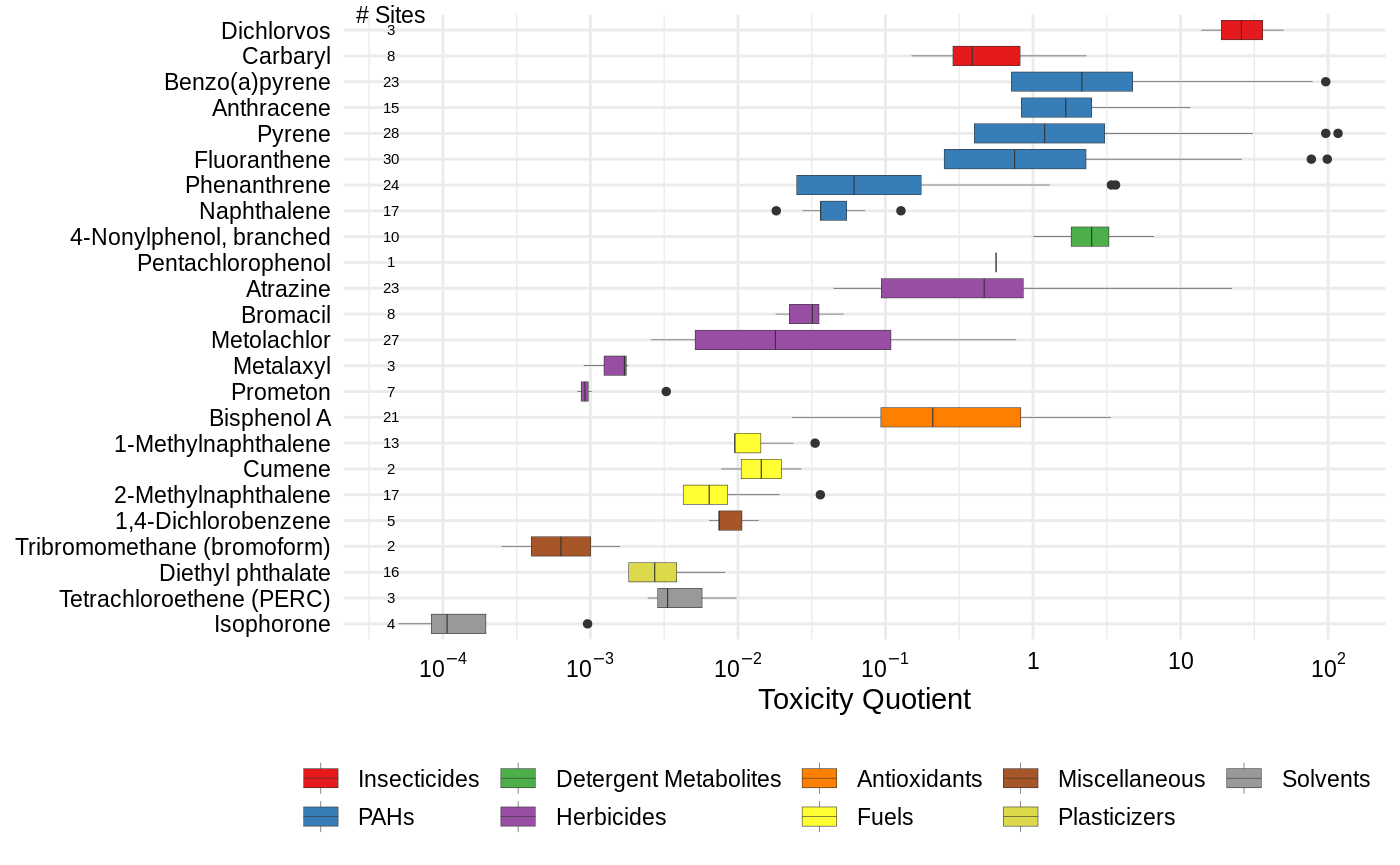 # Sites
Dichlorvos 3
Carbaryl 8
Benzo(a)pyrene 23
Anthracene 15
Pyrene 28
Fluoranthene 30
Phenanthrene 24
Naphthalene 17
4-Nonylphenol, branched 10
Pentachlorophenol 1
Atrazine 23
Bromacil 8
Metolachlor 27
Metalaxyl 3
Prometon 7
Bisphenol A 21
1-Methylnaphthalene 13
Cumene 2
2-Methylnaphthalene 17
1,4-Dichlorobenzene 5
Tribromomethane (bromoform) 2
Diethyl phthalate 16
Tetrachloroethene (PERC) 3
Isophorone 4
10⁻⁴ 10⁻³ 10⁻² 10⁻¹ 1 10 10²
Toxicity Quotient
Insecticides Detergent Metabolites Antioxidants Miscellaneous Solvents
PAHs Herbicides Fuels Plasticizers